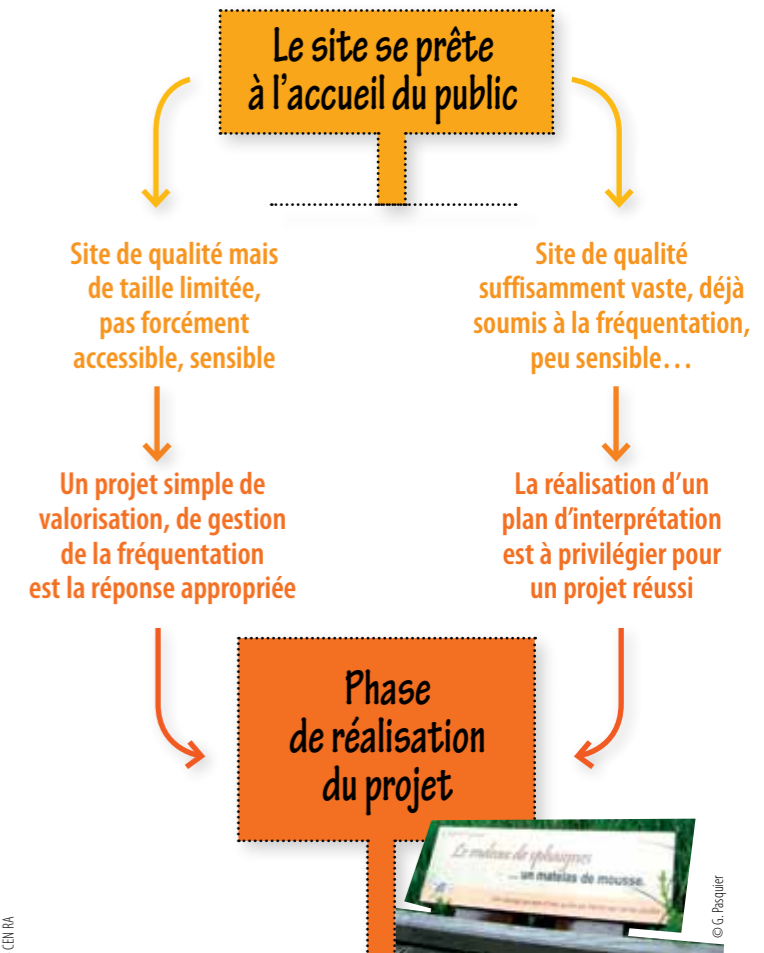 Le site se prête
à l'accueil du public
Site de qualité mais
de taille limitée,
pas forcément
accessible, sensible
Site de qualité
suffisamment vaste, déjà
soumis à la fréquentation,
peu sensible…
Un projet simple de
valorisation, de gestion
de la fréquentation
est la réponse appropriée
La réalisation d'un
plan d'interprétation
est à privilégier pour
un projet réussi
Phase
de réalisation
du projet
Le matelas de sphaignes
... un matelas de mousse.
© G. Pasquier
CEN RA